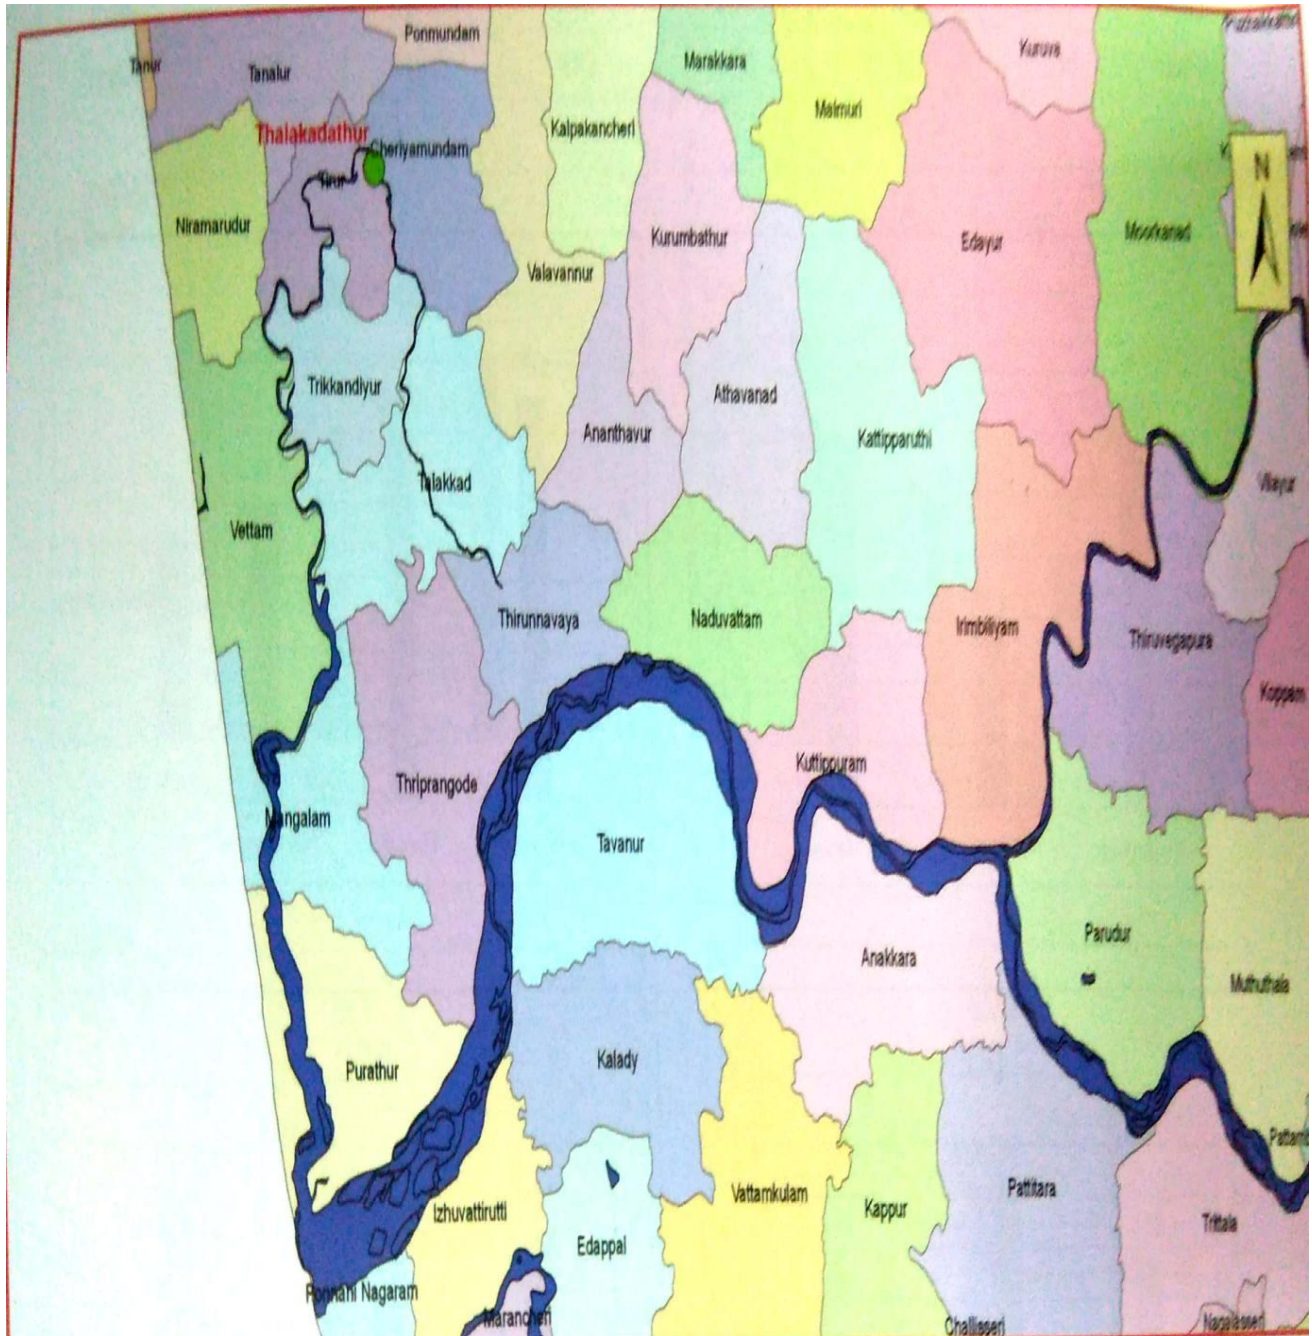 Ponmundam
Kuruva
Tanur
Tanalur
Marakkara
Malmuri
Thalakadathur
Cheriyamundam
Kalpakancheri
N
Tirur
Niramarudur
Kurumbathur
Edayur
Moorkanad
Valavannur
Trikkandiyur
Athavanad
Ananthavur
Kattipparuthi
Talakkad
Vilayur
Vettam
Thirunnavaya
Naduvattam
Irimbiliyam
Thiruvegapura
Koppam
Kuttippuram
Thriprangode
Mangalam
Tavanur
Parudur
Anakkara
Muthuthala
Kalady
Purathur
Pattitara
Vattamkulam
Kappur
Izhuvattirutti
Trittala
Edappal
Ponnani Nagaram
Marancheri
Challisseri
Nagalasseri